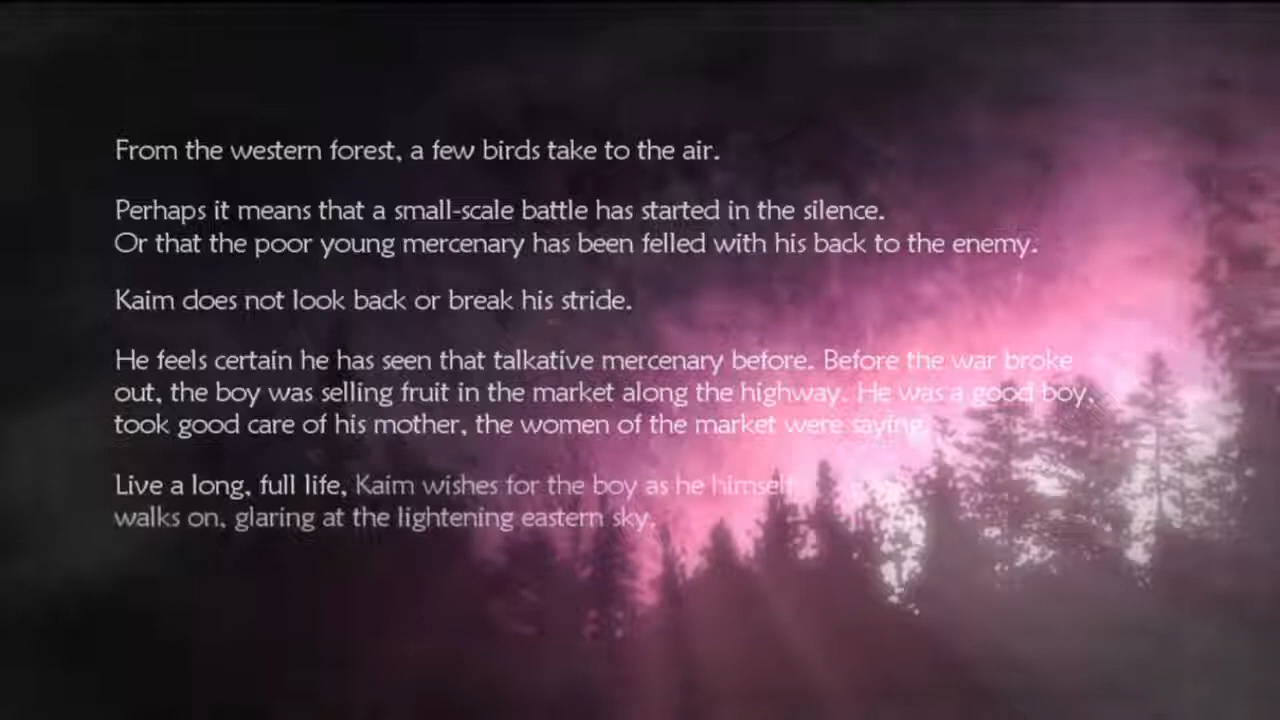 From the western forest, a few birds take to the air.
Perhaps it means that a small-scale battle has started in the silence.
Or that the poor young mercenary has been felled with his back to the enemy.
Kaim does not look back or break his stride.
He feels certain he has seen that talkative mercenary before. Before the war broke
out, the boy was selling fruit in the market along the highway. He was a good boy,
took good care of his mother, the women of the market were saying.
Live a long, full life, Kaim wishes for the boy as he himself
walks on, glaring at the lightening eastern sky.